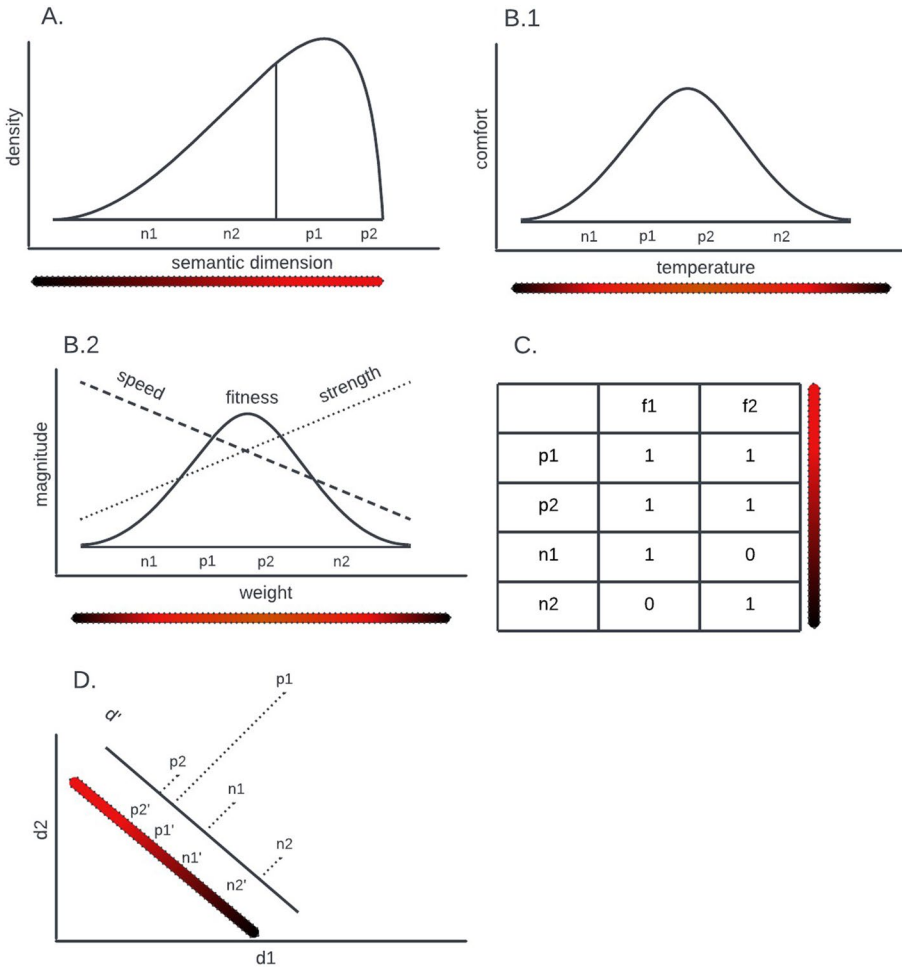 A.
density
n1 n2 p1 p2
semantic dimension
B.1
comfort
n1 p1 p2 n2
temperature
B.2
speed
fitness
strength
magnitude
n1 p1 p2 n2
weight
C.
f1 f2
p1 1 1
p2 1 1
n1 1 0
n2 0 1
D.
d'
p1
p2
n1
n2
d2
p2'
p1'
n1'
n2'
d1